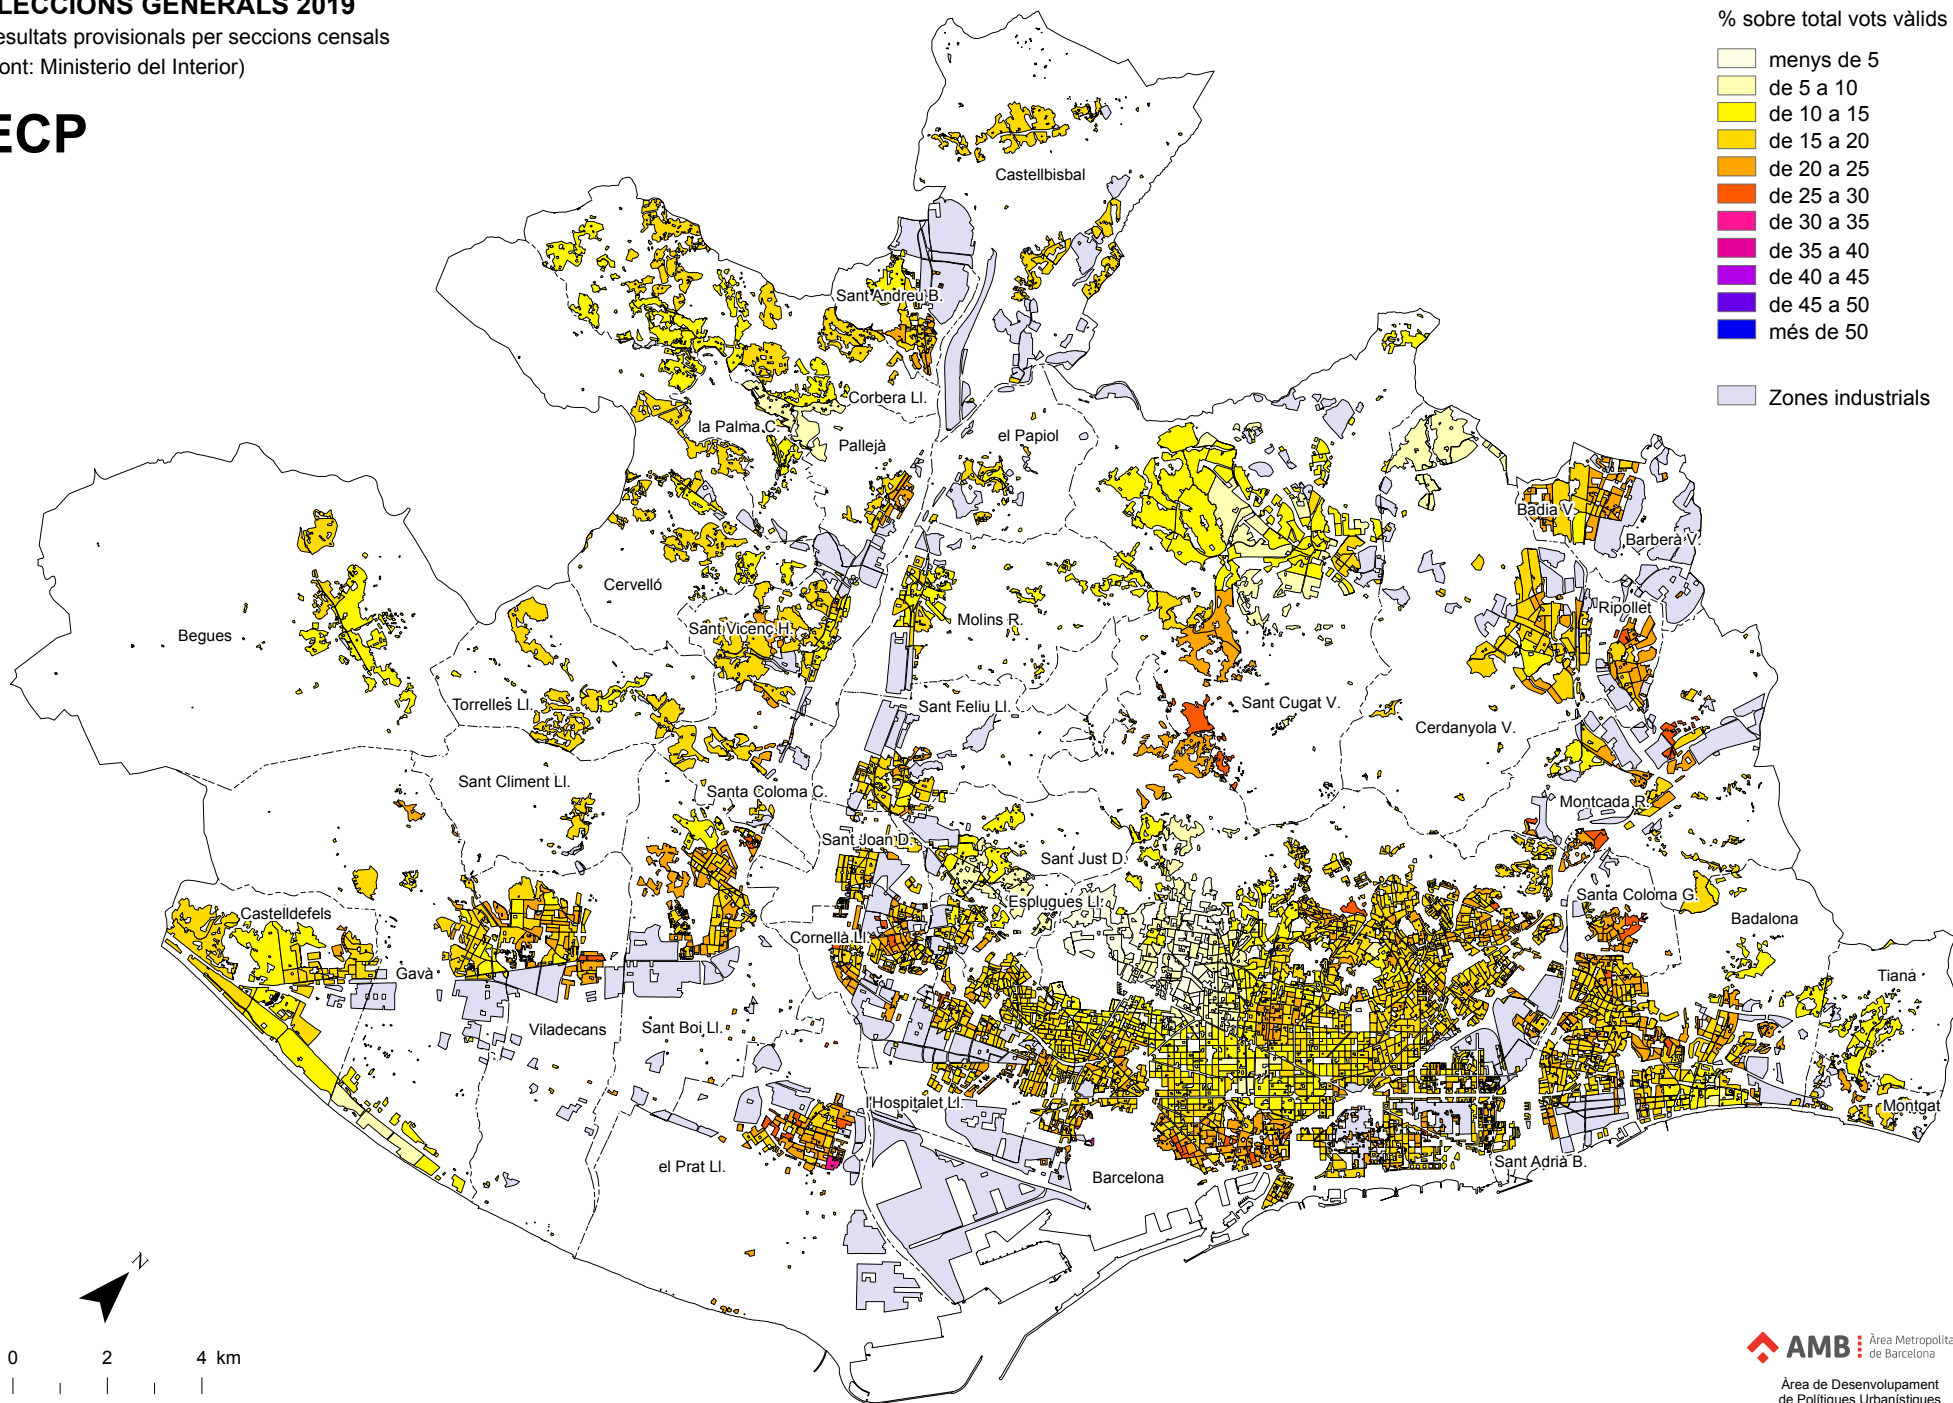 LECCIONS GENERALS 2019
esultats provisionals per seccions censals
ont: Ministerio del Interior)
ECP
% sobre total vots vàlids
menys de 5
de 5 a 10
de 10 a 15
de 15 a 20
de 20 a 25
de 25 a 30
de 30 a 35
de 35 a 40
de 40 a 45
de 45 a 50
més de 50
Zones industrials
Castellbisbal
Sant Andreu B.
Corbera Ll.
la Palma C.
Pallejà
el Papiol
Badia V.
Barberà V.
Cervelló
Ripollet
Begues
Sant Vicenç H.
Molins R.
Torrelles Ll.
Sant Feliu Ll.
Sant Cugat V.
Cerdanyola V.
Sant Climent Ll.
Santa Coloma C.
Montcada R.
Sant Joan D.
Sant Just D.
Esplugues Ll.
Santa Coloma G.
Castelldefels
Badalona
Cornellà Ll.
Gavà
Tiana
Viladecans
Sant Boi Ll.
l'Hospitalet Ll.
Montgat
el Prat Ll.
Barcelona
Sant Adrià B.
N
0 2 4 km
AMB
Àrea Metropolita
de Barcelona
Àrea de Desenvolupament
de Polítiques Urbanístiques